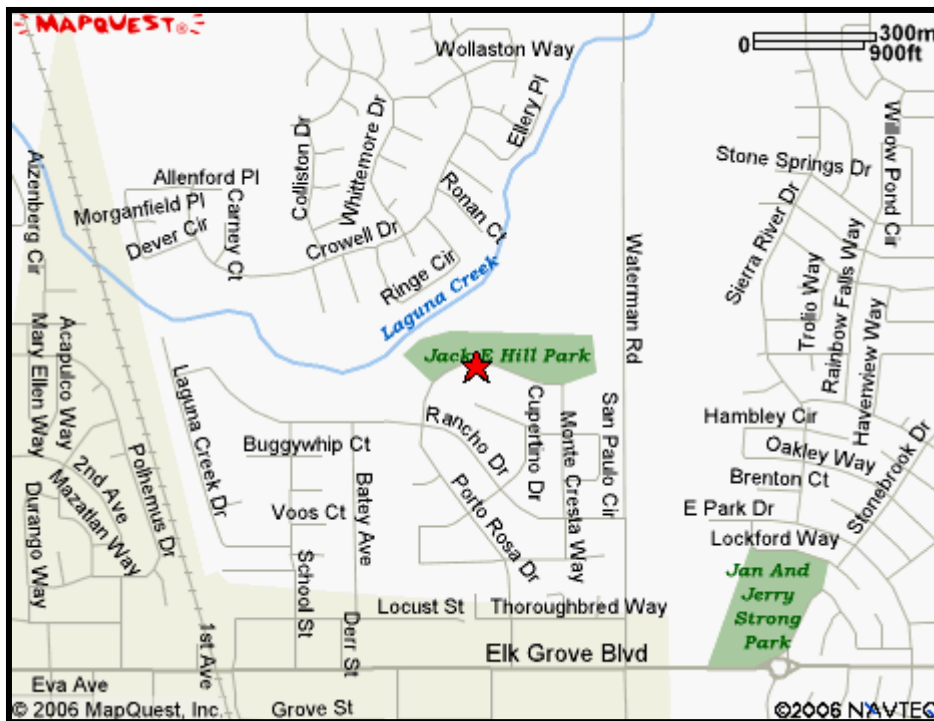 MAPQUEST®
0
300m
900ft
Wollaston Way
Ellery Pl
Whittemore Dr
Colliston Dr
Willow Pond Cir
Stone Springs Dr
Aizenberg Cir
Allenford Pl
Morganfield Pl
Carney Ct
Dever Cir
Ronan Ct
Crowell Dr
Ringe Cir
Laguna Creek
Waterman Rd
Sierra River Dr
Trolio Way
Rainbow Falls Way
Havenview Way
Jack E Hill Park
Mary Ellen Way
Acapulco Way
Laguna Creek Dr
Polhemus Dr
2nd Ave
Mazatlan Way
Durango Way
Buggywhip Ct
Rancho Dr
Cupertino Dr
Monte Cresta Way
San Paulo Cir
Hambley Cir
Oakley Way
Brenton Ct
Stonebrook Dr
E Park Dr
Lockford Way
Batey Ave
Voos Ct
Porto Rosa Dr
School St
Derr St
1st Ave
Locust St
Thoroughbred Way
Jan And
Jerry
Strong
Park
Elk Grove Blvd
Eva Ave
Grove St
© 2006 MapQuest, Inc.
©2006 NAVTEQ